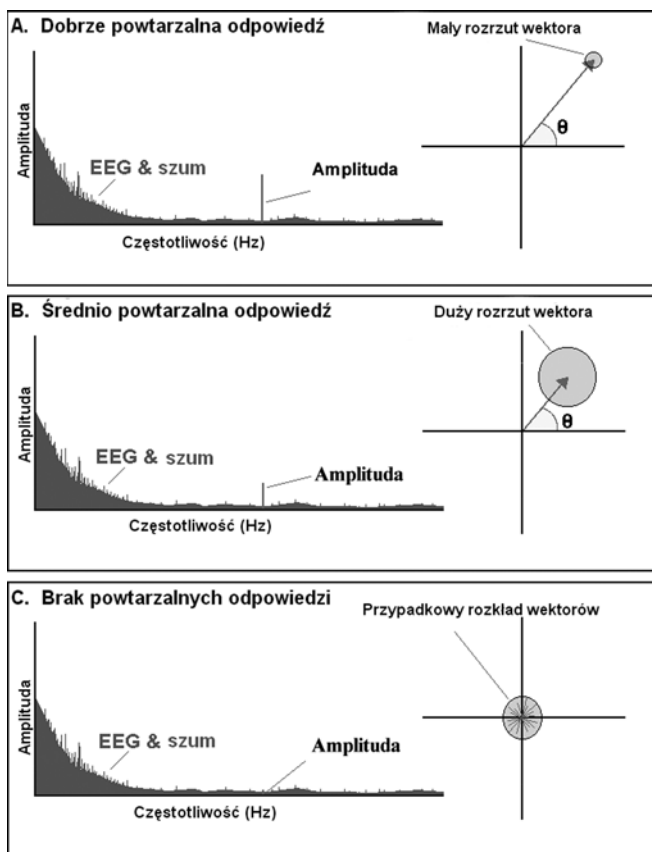 A. Dobrze powtarzalna odpowiedź
Mały rozrzut wektora
Amplituda
EEG & szum
Amplituda
θ
Częstotliwość (Hz)
B. Średnio powtarzalna odpowiedź
Duży rozrzut wektora
Amplituda
EEG & szum
Amplituda
θ
Częstotliwość (Hz)
C. Brak powtarzalnych odpowiedzi
Przypadkowy rozkład wektorów
Amplituda
EEG & szum
Amplituda
Częstotliwość (Hz)